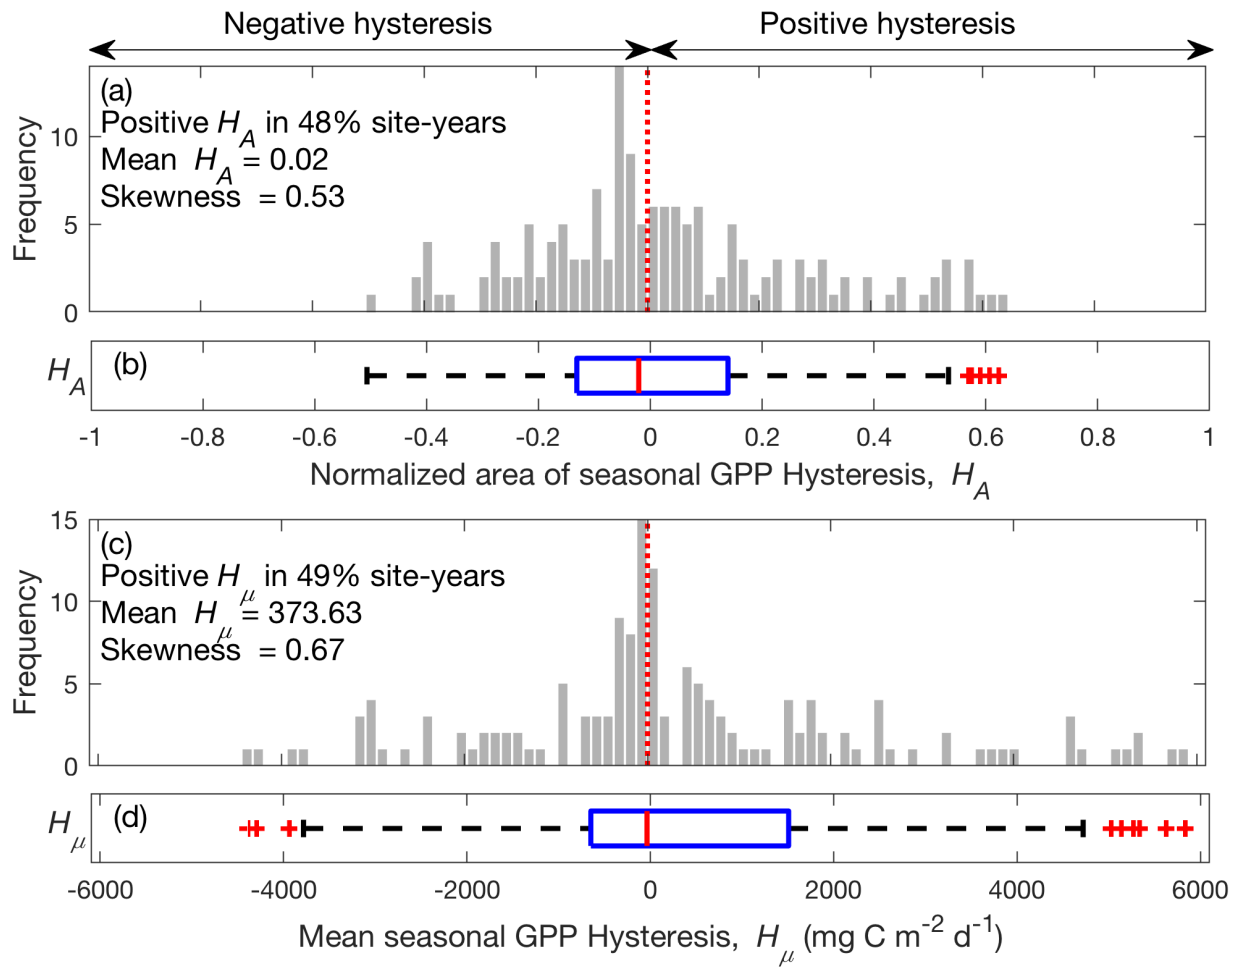 Negative hysteresis Positive hysteresis
(a)
Positive H_A in 48% site-years
Mean H_A = 0.02
Skewness = 0.53
Frequency
10
5
0
(b)
H_A
-1 -0.8 -0.6 -0.4 -0.2 0 0.2 0.4 0.6 0.8 1
Normalized area of seasonal GPP Hysteresis, H_A
(c)
Positive H_μ in 49% site-years
Mean H_μ = 373.63
Skewness = 0.67
Frequency
15
10
5
0
(d)
H_μ
-6000 -4000 -2000 0 2000 4000 6000
Mean seasonal GPP Hysteresis, H_μ (mg C m^-2 d^-1)